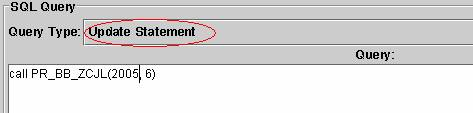 SQL Query
Query Type: Update Statement
Query:
call PR_BB_ZCJL(2005, 6)